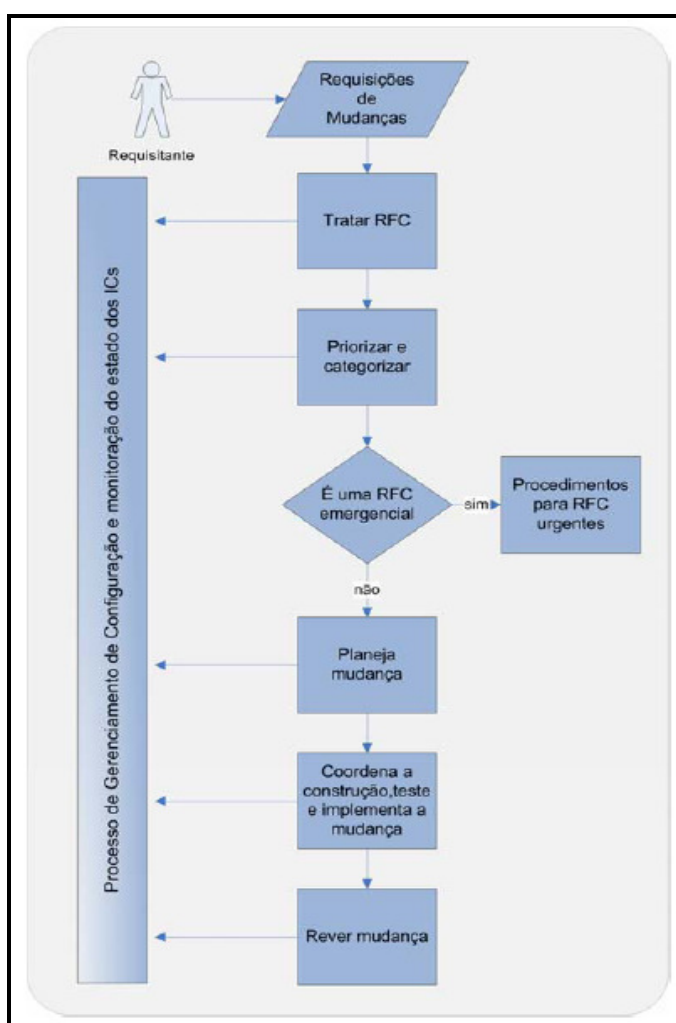 Requisições
de
Mudanças
Requisitante
Tratar RFC
Priorizar e
categorizar
É uma RFC
emergencial
sim
Procedimentos
para RFC
urgentes
não
Planeja
mudança
Coordena a
construção,teste
e implementa a
mudança
Rever mudança
Processo de Gerenciamento de Configuração e monitoração do estado dos ICs